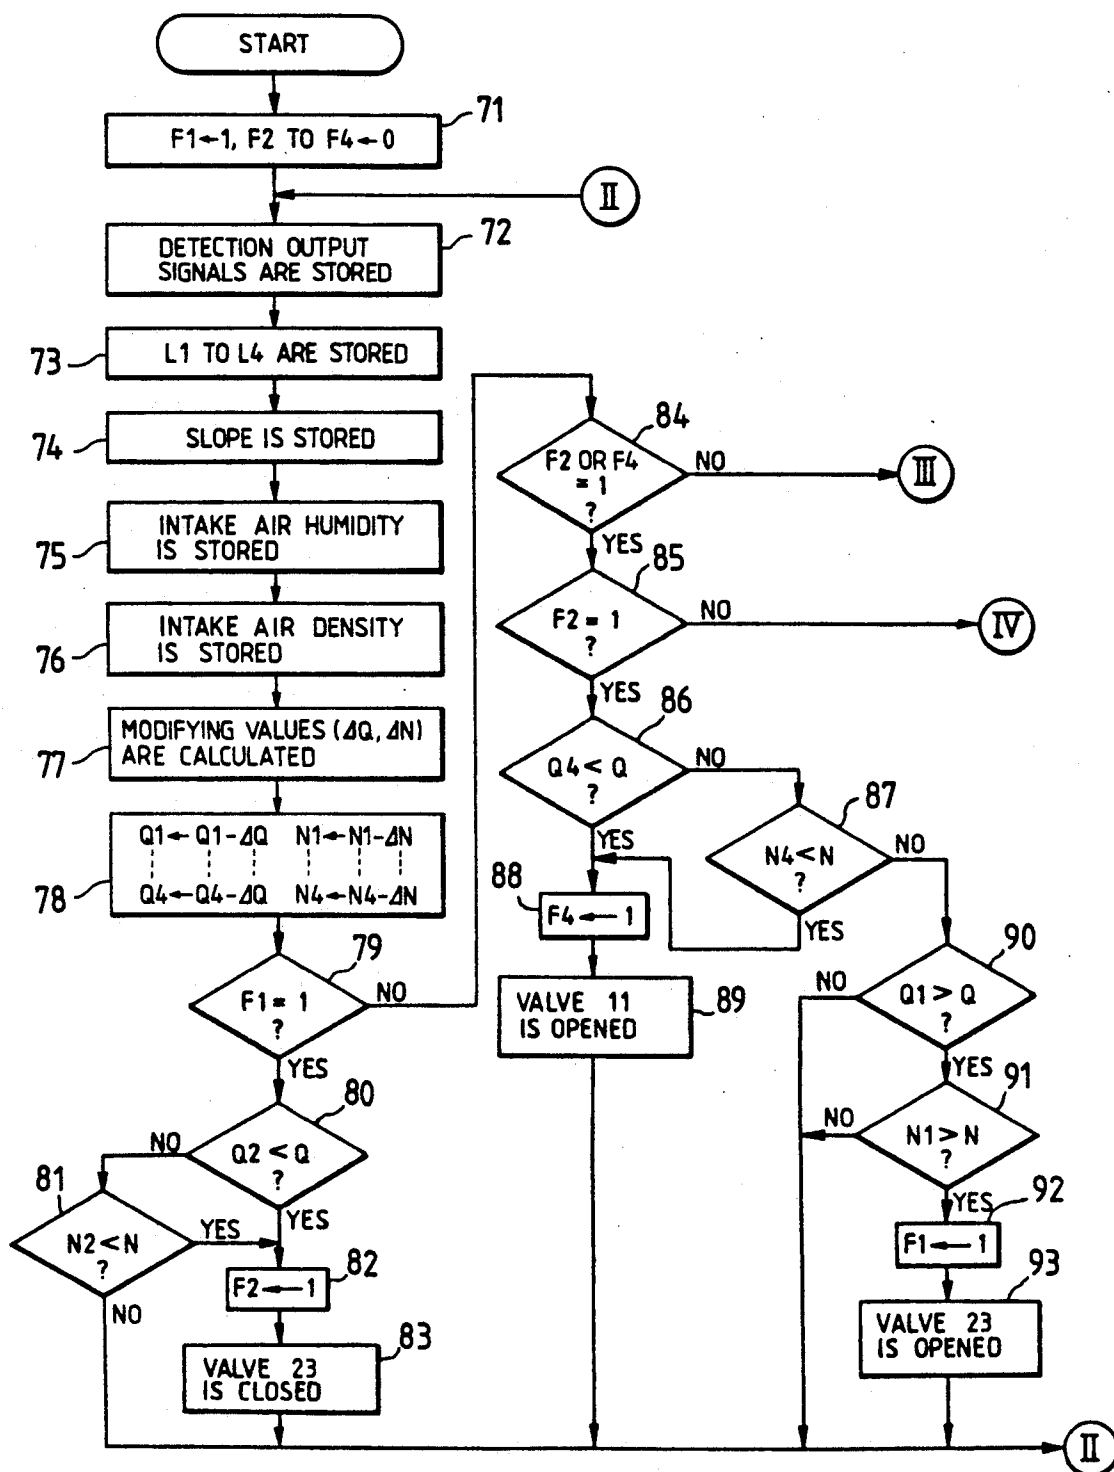 START
71
F1←1, F2 TO F4←0
II
72
DETECTION OUTPUT
SIGNALS ARE STORED
73
L1 TO L4 ARE STORED
74
SLOPE IS STORED
75
INTAKE AIR HUMIDITY
IS STORED
76
INTAKE AIR DENSITY
IS STORED
77
MODIFYING VALUES (ΔQ, ΔN)
ARE CALCULATED
78
Q1←Q1-ΔQ N1←N1-ΔN
Q4←Q4-ΔQ N4←N4-ΔN
79
F1=1
?
NO
YES
80
Q2<Q
?
NO
YES
81
N2<N
?
YES
NO
82
F2←1
83
VALVE 23
IS CLOSED
84
F2 OR F4
=1
?
NO
III
YES
85
F2=1
?
NO
IV
YES
86
Q4<Q
?
NO
YES
87
N4<N
?
NO
YES
88
F4←1
89
VALVE 11
IS OPENED
90
Q1>Q
?
NO
YES
91
N1>N
?
NO
YES
92
F1←1
93
VALVE 23
IS OPENED
II